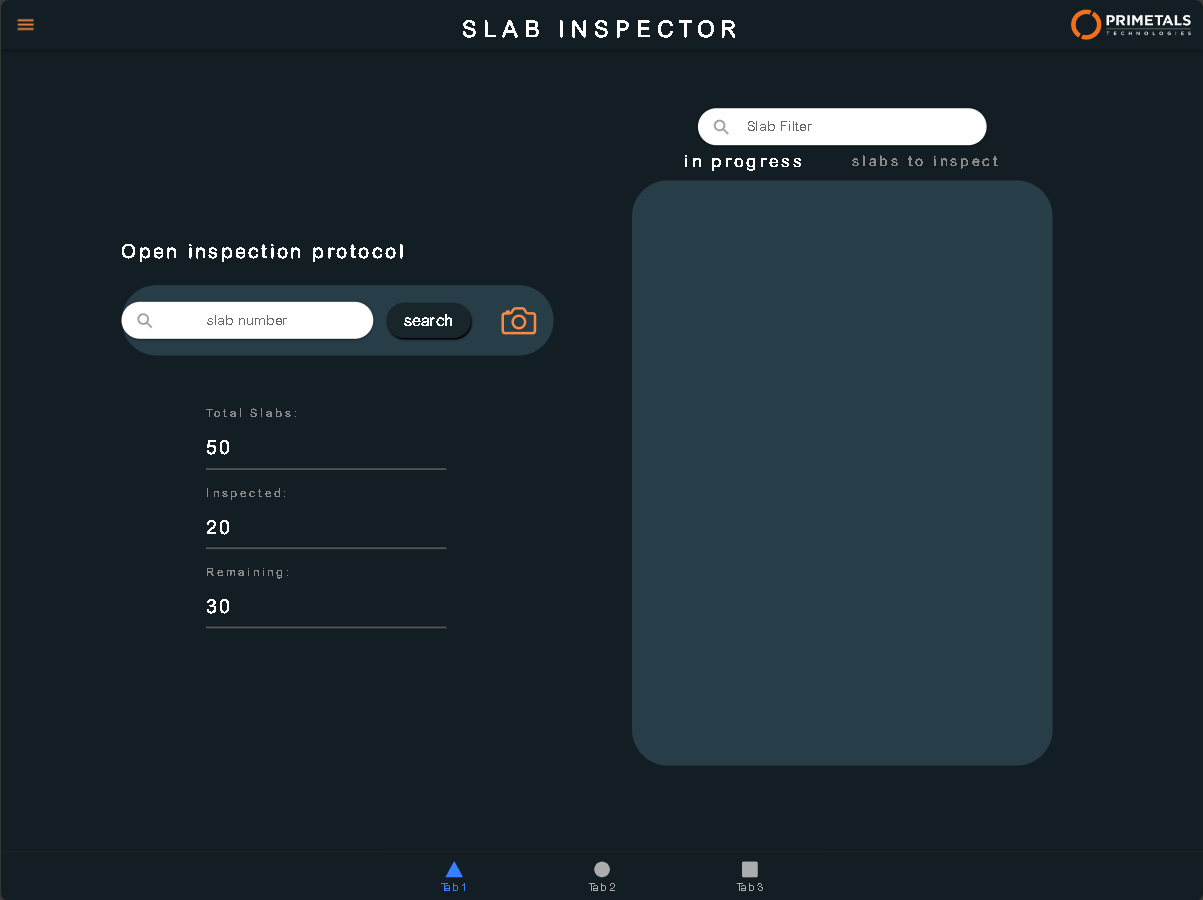 SLAB INSPECTOR
PRIMETALS
TECHNOLOGIES
Slab Filter
in progress
slabs to inspect
Open inspection protocol
slab number
search
Total Slabs:
50
Inspected:
20
Remaining:
30
Tab 1
Tab 2
Tab 3